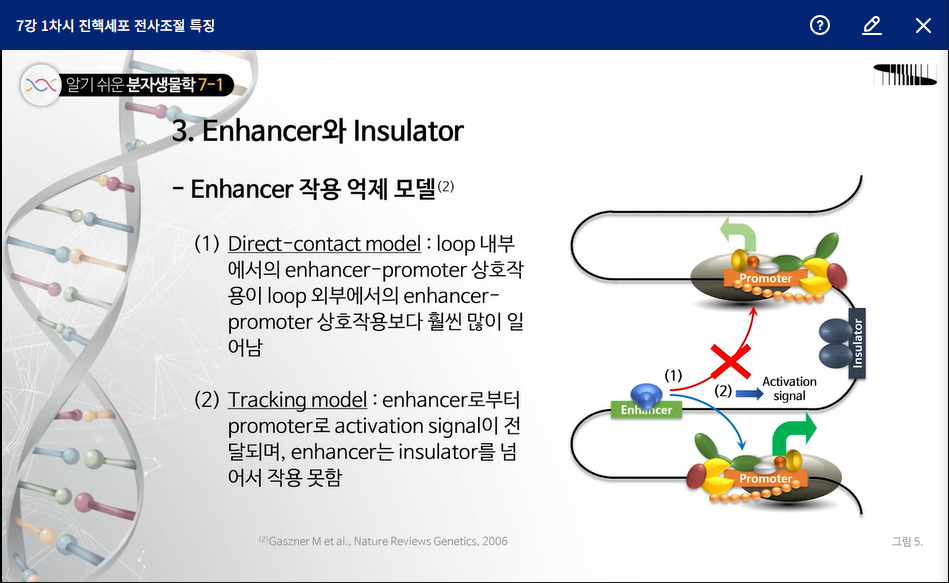 7강 1차시 진핵세포 전사조절 특징
알기 쉬운 분자생물학 7-1
3. Enhancer와 Insulator
- Enhancer 작용 억제 모델(2)
(1) Direct-contact model : loop 내부
에서의 enhancer-promoter 상호작
용이 loop 외부에서의 enhancer-
promoter 상호작용보다 훨씬 많이 일
어남
(2) Tracking model : enhancer로부터
promoter로 activation signal이 전
달되며, enhancer는 insulator를 넘
어서 작용 못함
Promoter
Insulator
(1)
(2)
Activation
signal
Enhancer
Promoter
(2)Gaszner M et al., Nature Reviews Genetics, 2006
그림 5.